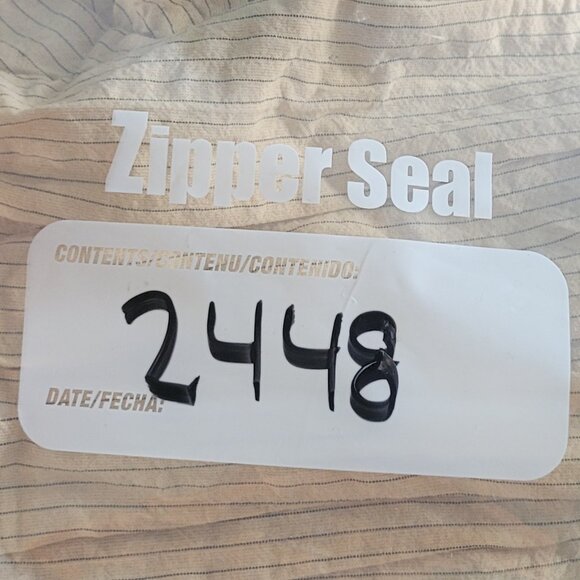 Zipper Seal
CONTENTS/CONTENU/CONTENIDO:
2448
DATE/FECHA: